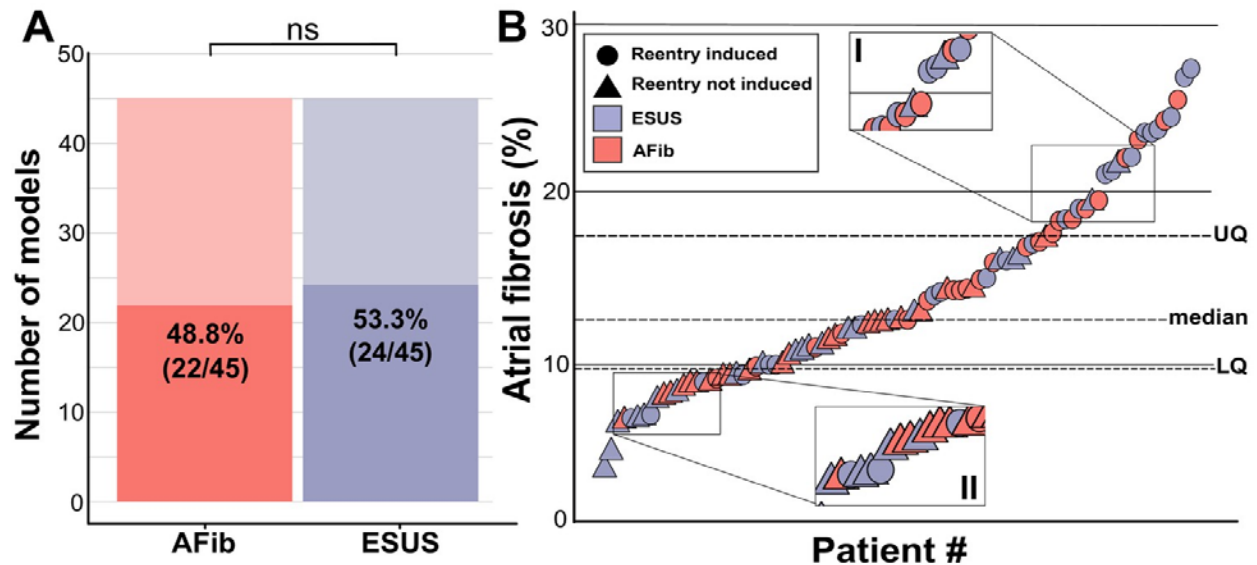 A
ns
50
40
30
20
10
0
Number of models
48.8%
(22/45)
53.3%
(24/45)
AFib
ESUS
B
30
20
10
0
Atrial fibrosis (%)
Reentry induced
Reentry not induced
ESUS
AFib
I
II
UQ
median
LQ
Patient #